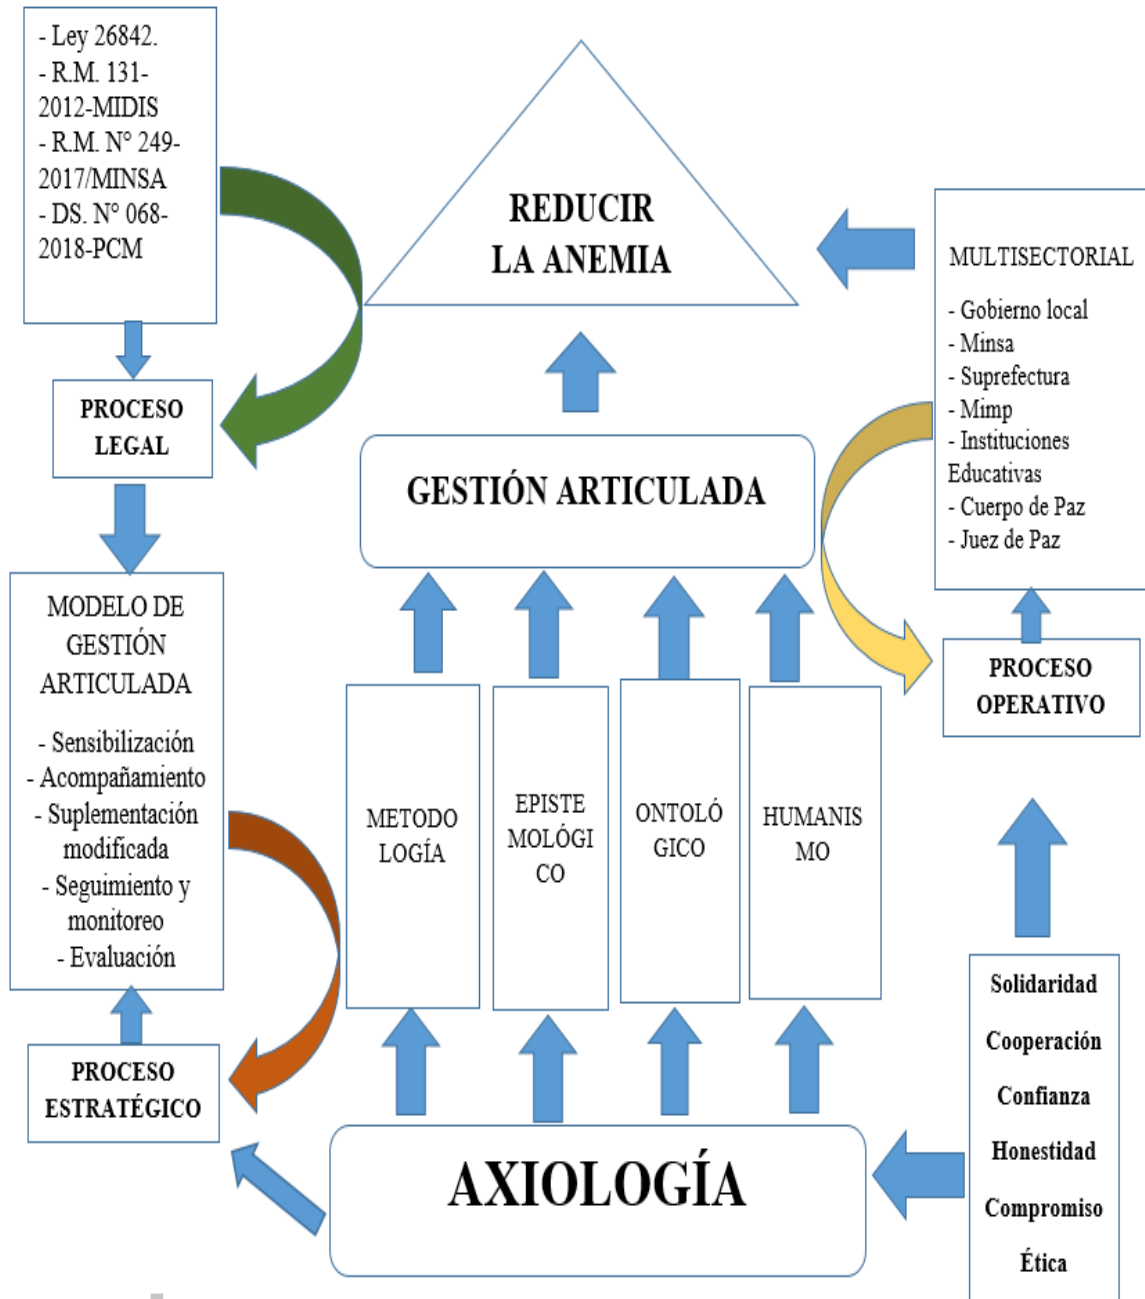 - Ley 26842.
- R.M. 131-
2012-MIDIS
- R.M. N° 249-
2017/MINSA
- DS. N° 068-
2018-PCM
REDUCIR
LA ANEMIA
MULTISECTORIAL
- Gobierno local
- Minsa
- Suprefectura
- Mimp
- Instituciones
Educativas
- Cuerpo de Paz
- Juez de Paz
PROCESO
LEGAL
GESTIÓN ARTICULADA
MODELO DE
GESTIÓN
ARTICULADA
- Sensibilización
- Acompañamiento
- Suplementación
modificada
- Seguimiento y
monitoreo
- Evaluación
PROCESO
OPERATIVO
METODO
LOGÍA
EPISTE
MOLÓGI
CO
ONTOLÓ
GICO
HUMANIS
MO
PROCESO
ESTRATÉGICO
AXIOLOGÍA
Solidaridad
Cooperación
Confianza
Honestidad
Compromiso
Ética